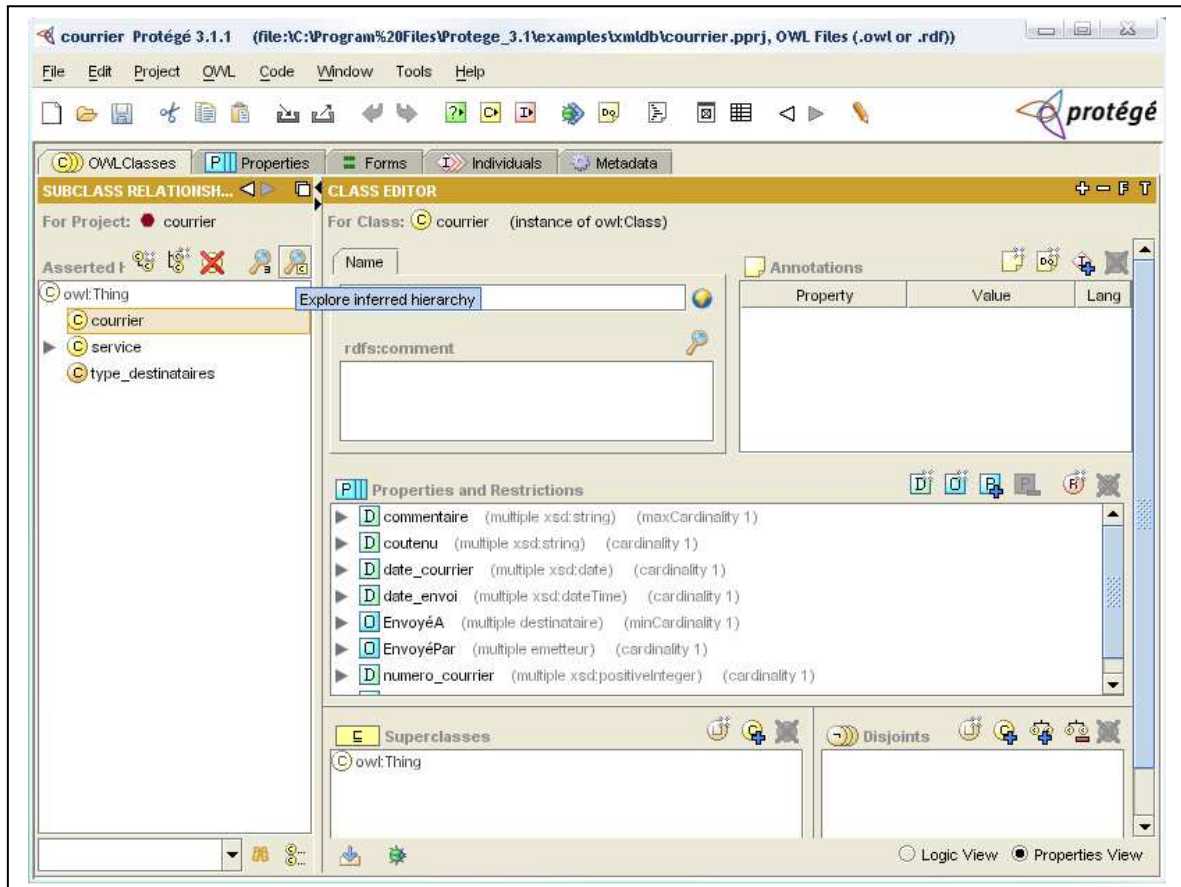 courrier Protégé 3.1.1 (file:\C:\Program%20Files\Protege_3.1\examples\xmldb\courrier.pprj, OWL Files (.owl or .rdf))
File Edit Project OWL Code Window Tools Help
protégé
OWLClasses Properties Forms Individuals Metadata
SUBCLASS RELATIONSH...
CLASS EDITOR
For Project: courrier
For Class: courrier (instance of owl:Class)
Asserted H
Name
Annotations
Explore inferred hierarchy
Property Value Lang
owl:Thing
courrier
service
type_destinataires
rdfs:comment
Properties and Restrictions
commentaire (multiple xsd:string) (maxCardinality 1)
coutenu (multiple xsd:string) (cardinality 1)
date_courrier (multiple xsd:date) (cardinality 1)
date_envoi (multiple xsd:dateTime) (cardinality 1)
EnvoyéA (multiple destinataire) (minCardinality 1)
EnvoyéPar (multiple emetteur) (cardinality 1)
numero_courrier (multiple xsd:positiveInteger) (cardinality 1)
Superclasses
Disjoints
owl:Thing
Logic View Properties View